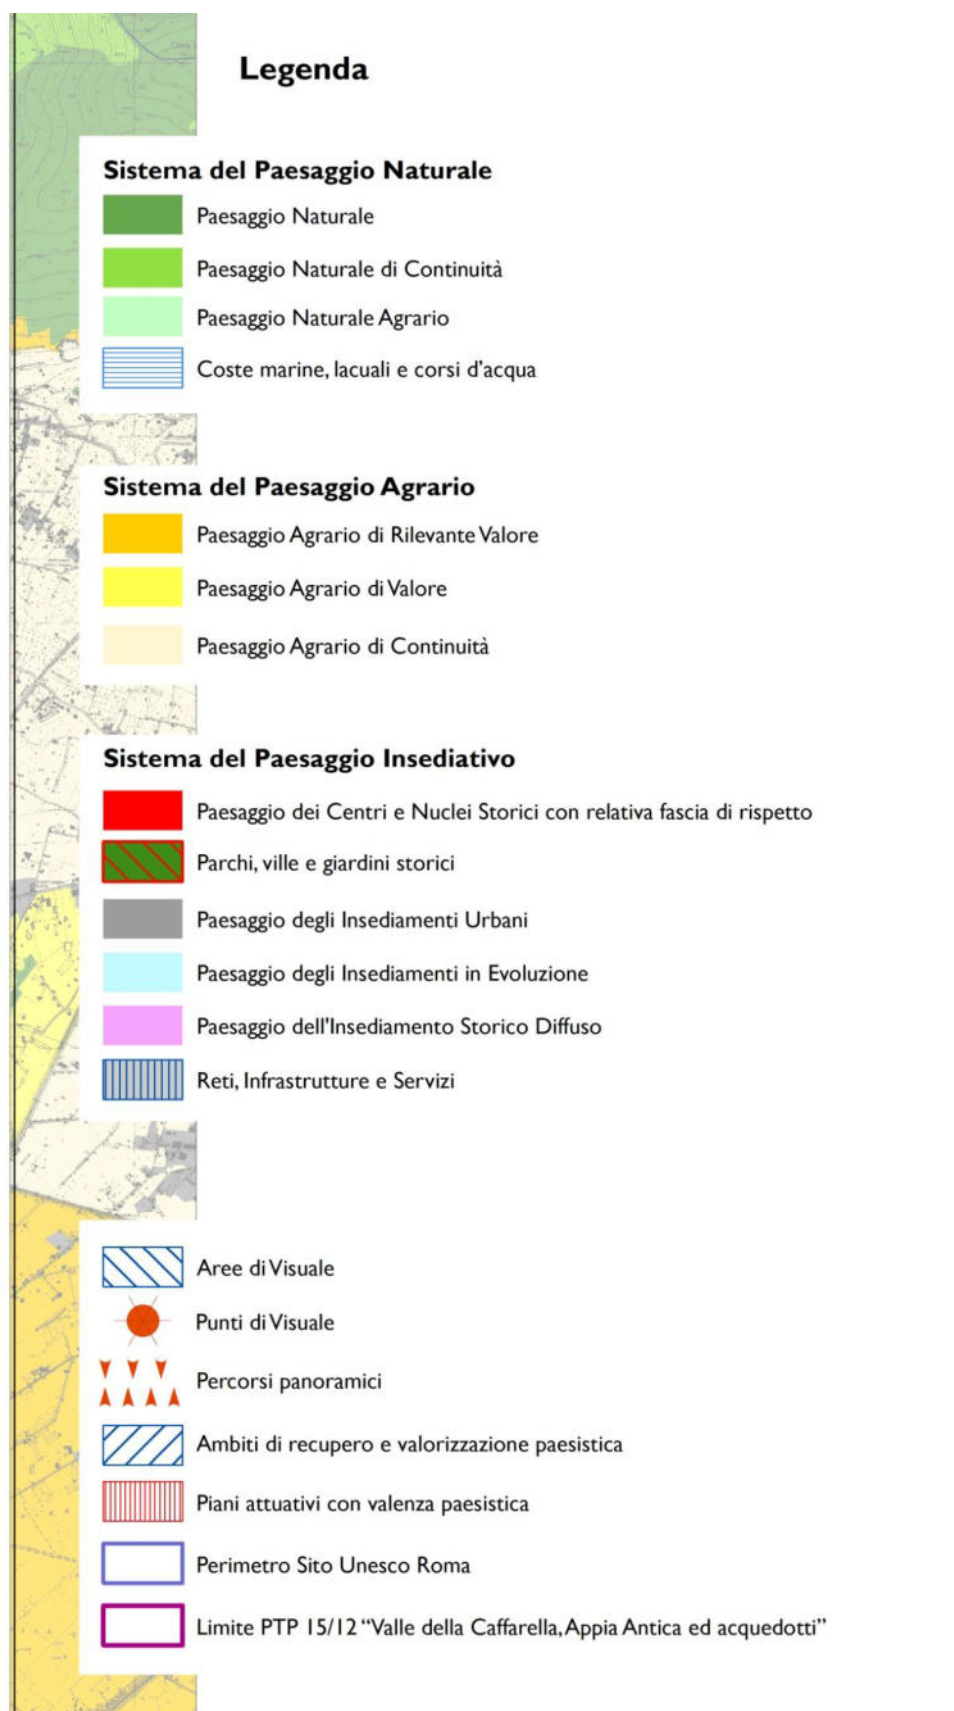 Legenda
Sistema del Paesaggio Naturale
Paesaggio Naturale
Paesaggio Naturale di Continuità
Paesaggio Naturale Agrario
Coste marine, lacuali e corsi d'acqua
Sistema del Paesaggio Agrario
Paesaggio Agrario di Rilevante Valore
Paesaggio Agrario di Valore
Paesaggio Agrario di Continuità
Sistema del Paesaggio Insediativo
Paesaggio dei Centri e Nuclei Storici con relativa fascia di rispetto
Parchi, ville e giardini storici
Paesaggio degli Insediamenti Urbani
Paesaggio degli Insediamenti in Evoluzione
Paesaggio dell'Insediamento Storico Diffuso
Reti, Infrastrutture e Servizi
Aree di Visuale
Punti di Visuale
Percorsi panoramici
Ambiti di recupero e valorizzazione paesistica
Piani attuativi con valenza paesistica
Perimetro Sito Unesco Roma
Limite PTP 15/12 “Valle della Caffarella, Appia Antica ed acquedotti”